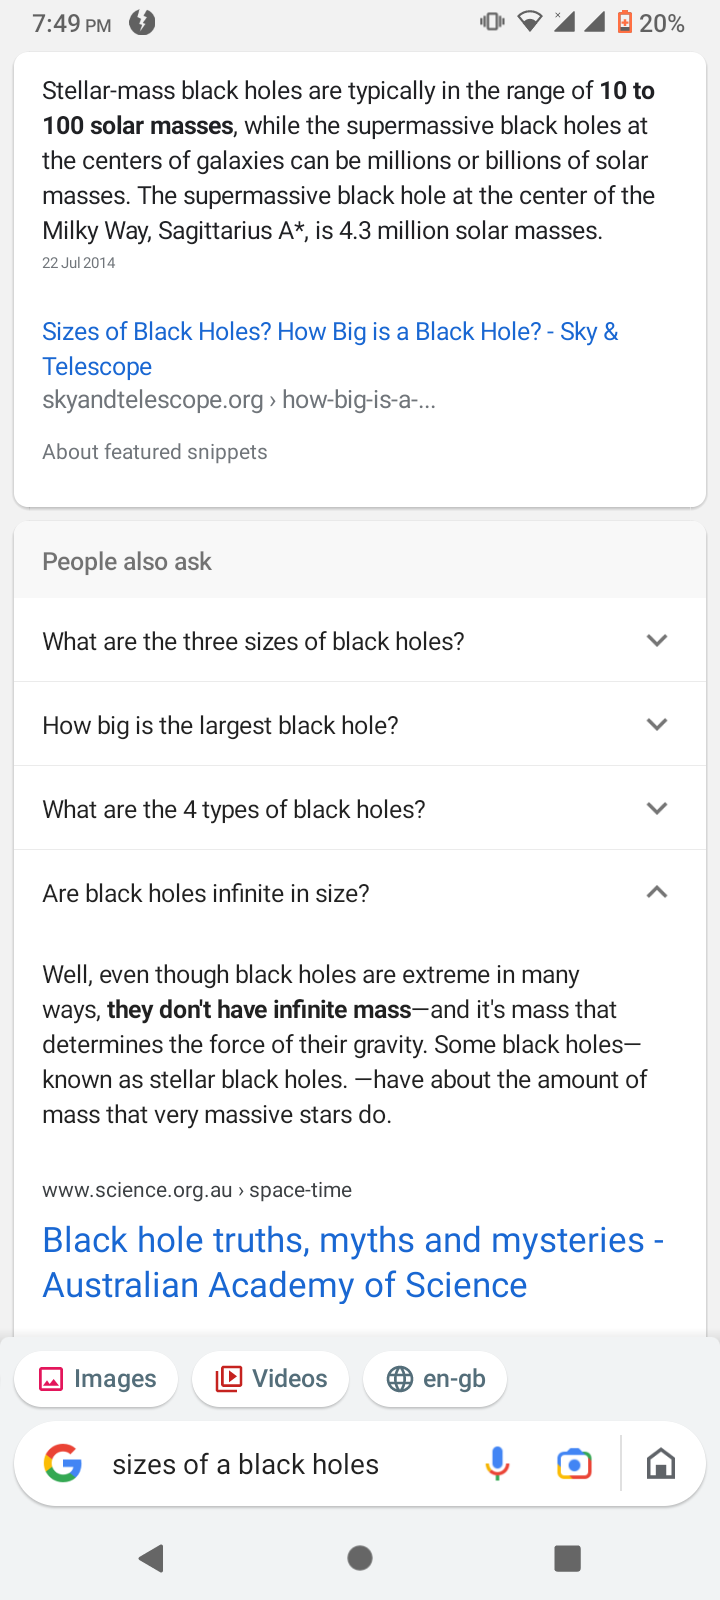 7:49 PM
20%
Stellar-mass black holes are typically in the range of 10 to
100 solar masses, while the supermassive black holes at
the centers of galaxies can be millions or billions of solar
masses. The supermassive black hole at the center of the
Milky Way, Sagittarius A*, is 4.3 million solar masses.
22 Jul 2014
Sizes of Black Holes? How Big is a Black Hole? - Sky &
Telescope
skyandtelescope.org › how-big-is-a-...
About featured snippets
People also ask
What are the three sizes of black holes?
How big is the largest black hole?
What are the 4 types of black holes?
Are black holes infinite in size?
Well, even though black holes are extreme in many
ways, they don't have infinite mass—and it's mass that
determines the force of their gravity. Some black holes—
known as stellar black holes. —have about the amount of
mass that very massive stars do.
www.science.org.au › space-time
Black hole truths, myths and mysteries -
Australian Academy of Science
Images Videos en-gb
sizes of a black holes